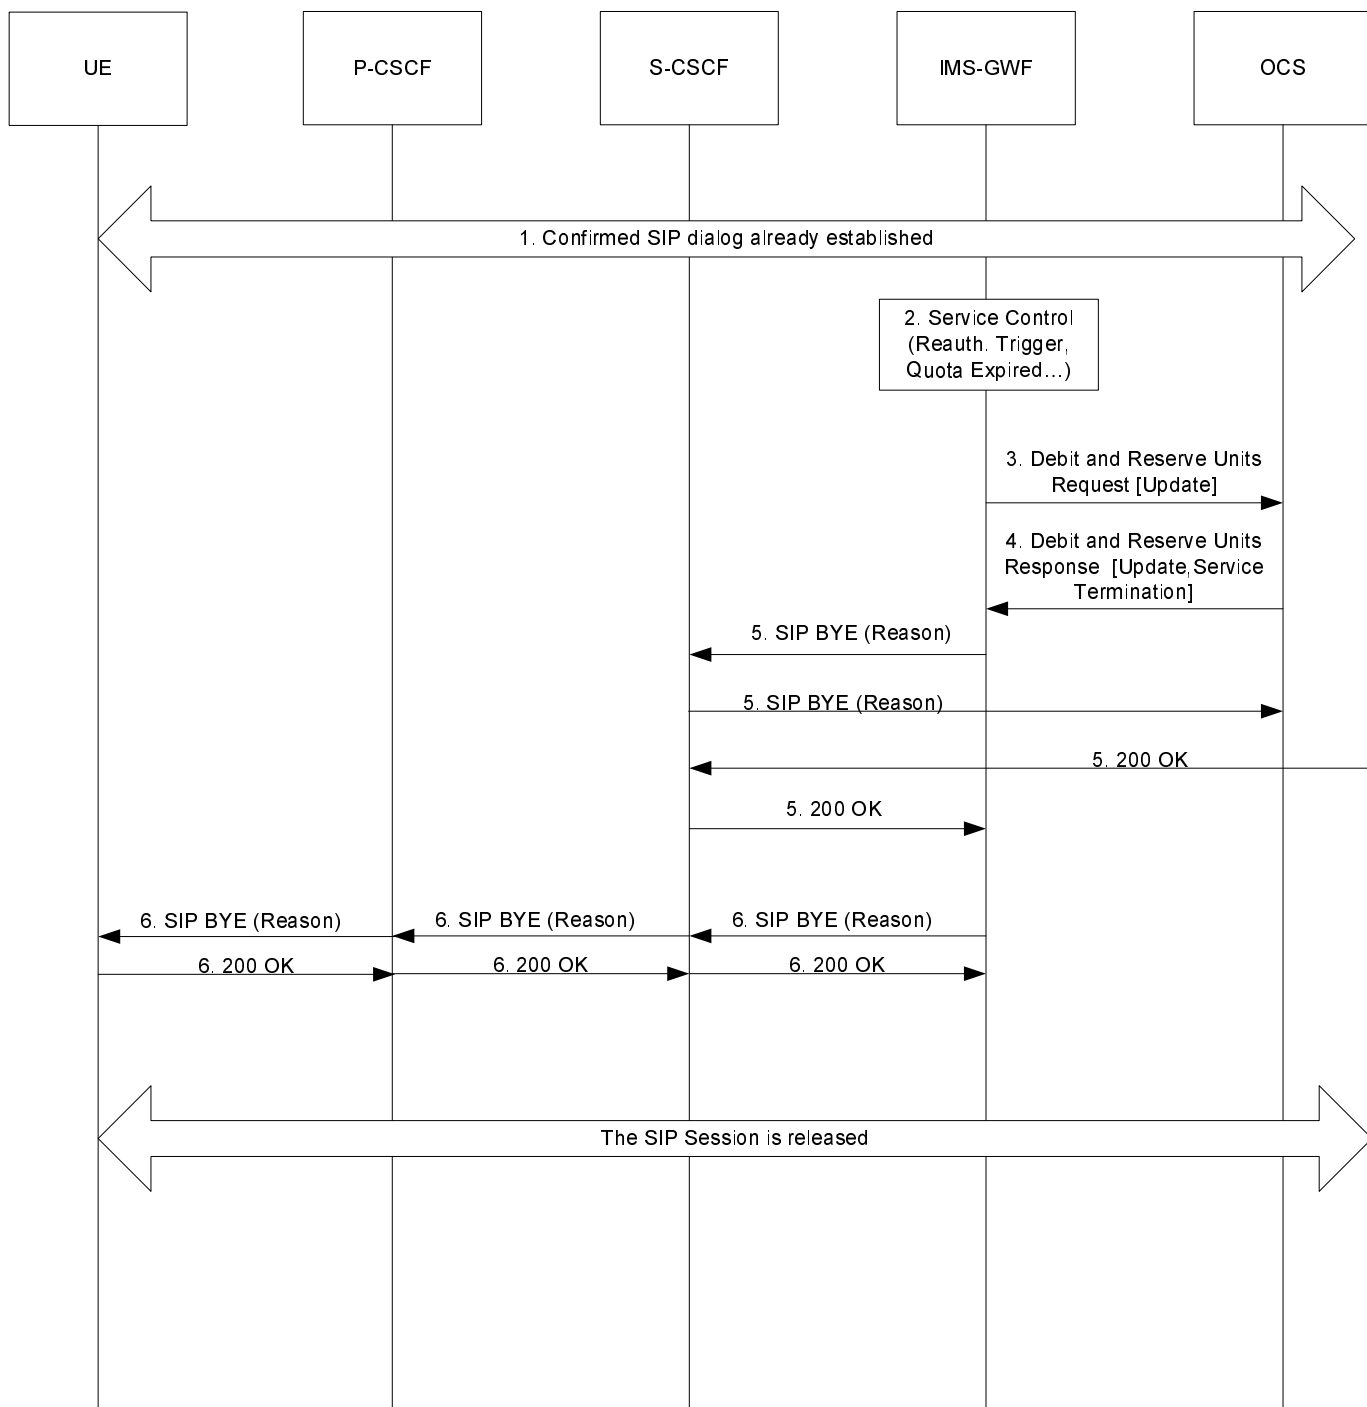 UE
P-CSCF
S-CSCF
IMS-GWF
OCS
1. Confirmed SIP dialog already established
2. Service Control
(Reauth. Trigger,
Quota Expired...)
3. Debit and Reserve Units
Request [Update]
4. Debit and Reserve Units
Response [Update,Service
Termination]
5. SIP BYE (Reason)
5. SIP BYE (Reason)
5. 200 OK
5. 200 OK
6. SIP BYE (Reason)
6. SIP BYE (Reason)
6. SIP BYE (Reason)
6. 200 OK
6. 200 OK
6. 200 OK
The SIP Session is released